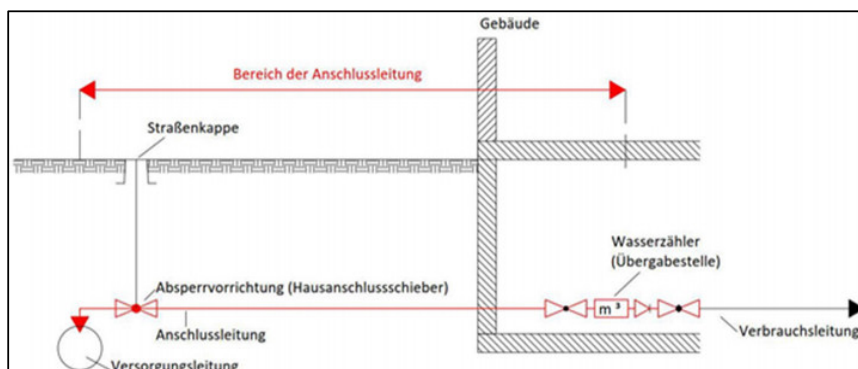 Gebäude
Bereich der Anschlussleitung
Straßenkappe
Wasserzähler
(Übergabestelle)
Absperrvorrichtung (Hausanschlussschieber)
m³
Anschlussleitung
Verbrauchsleitung
Versorgungsleitung